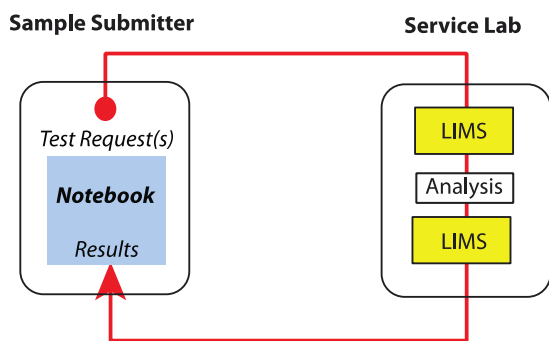 Sample Submitter
Service Lab
Test Request(s)
Notebook
Results
LIMS
Analysis
LIMS